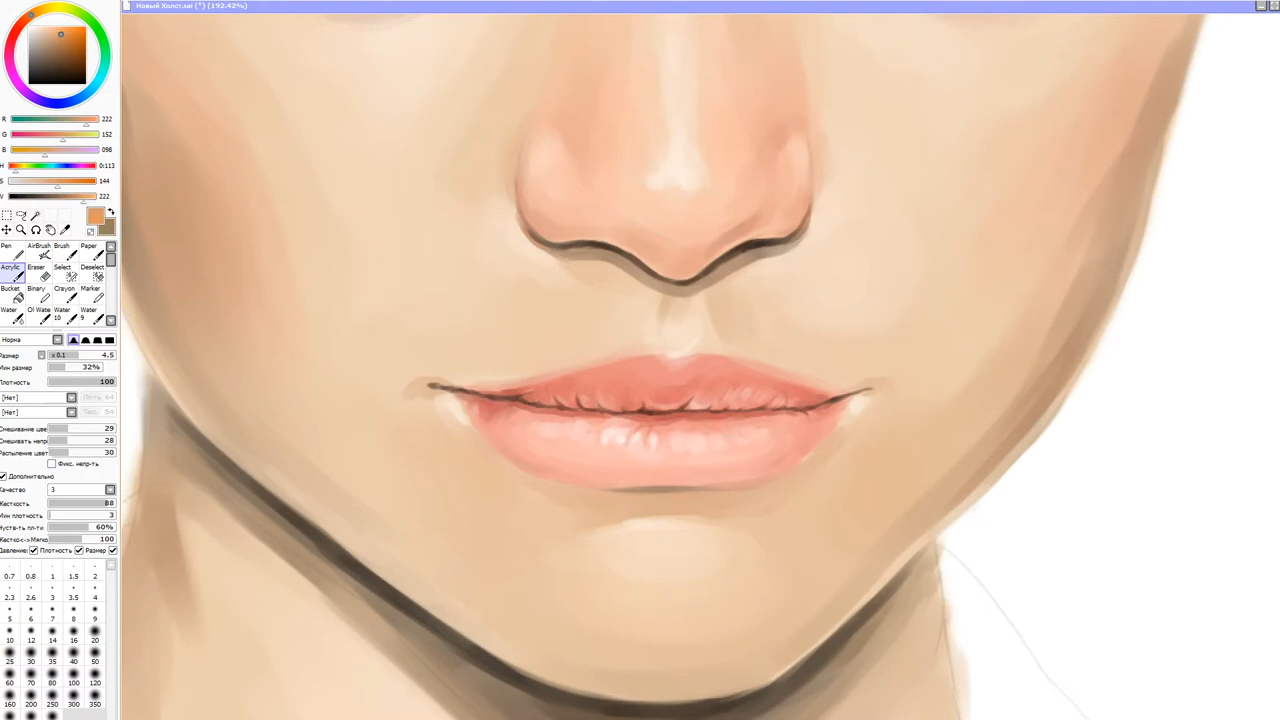 Новый Холст.sai (*) (192.42%)
R 222
G 152
B 098
H 0:113
S 144
V 222
Pen AirBrush Brush Paper
Acrylic Eraser Select Deselect
Bucket Binary Crayon Marker
Water Ol Wate Water 10 Water 9
Норма
Размер x 0.1 4.5
Мин размер 32%
Плотность 100
[Нет]
[Нет]
Смешивание цве 29
Смешивать непр 28
Распыление цвет 30
Фикс. непр-ть
Дополнительно
Качество 3
Жесткость 88
Мин плотность 3
Чуств-ть пл-ти 60%
Жестко<->Мягко 100
Давление: Плотность Размер
0.7 0.8 1 1.5 2
2.3 2.6 3 3.5 4
5 6 7 8 9
10 12 14 16 20
25 30 35 40 50
60 70 80 100 120
160 200 250 300 350